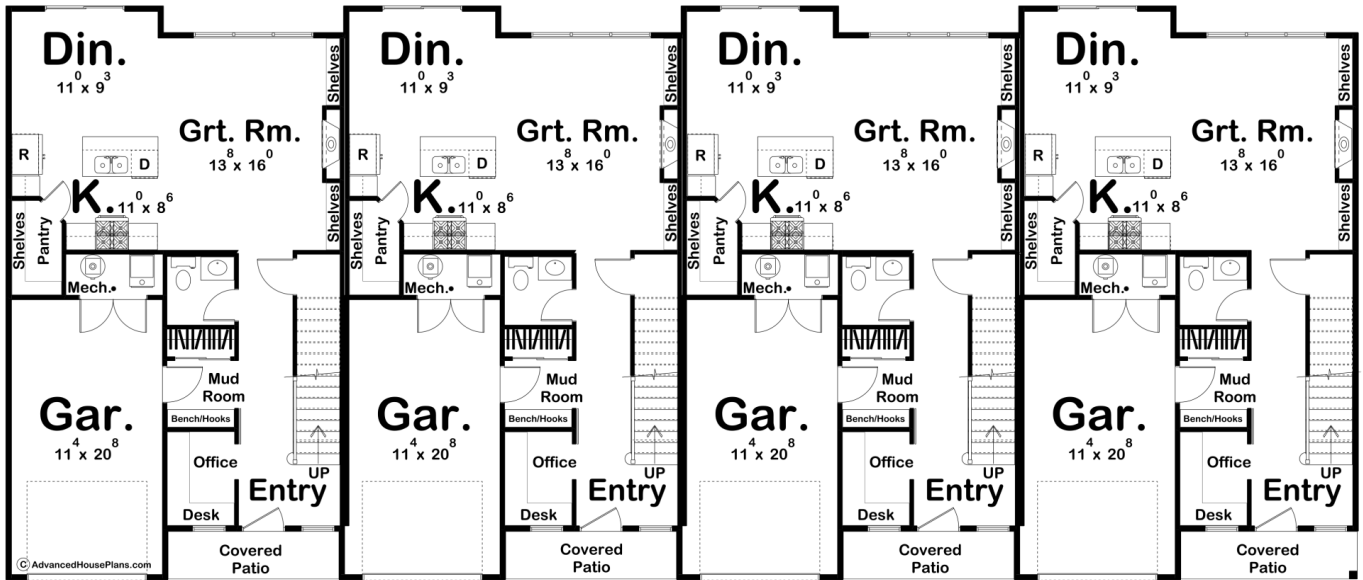 Din.
11⁰ x 9³
Shelves
Grt. Rm.
13⁸ x 16⁰
R
D
K. 11⁰ x 8⁶
Shelves
Shelves
Pantry
Mech.
Mud
Room
Bench/Hooks
Gar.
11⁴ x 20⁸
Office
UP
Entry
Desk
Covered
Patio
© AdvancedHousePlans.com
Din.
11⁰ x 9³
Shelves
Grt. Rm.
13⁸ x 16⁰
R
D
K. 11⁰ x 8⁶
Shelves
Shelves
Pantry
Mech.
Mud
Room
Bench/Hooks
Gar.
11⁴ x 20⁸
Office
UP
Entry
Desk
Covered
Patio
Din.
11⁰ x 9³
Shelves
Grt. Rm.
13⁸ x 16⁰
R
D
K. 11⁰ x 8⁶
Shelves
Shelves
Pantry
Mech.
Mud
Room
Bench/Hooks
Gar.
11⁴ x 20⁸
Office
UP
Entry
Desk
Covered
Patio
Din.
11⁰ x 9³
Shelves
Grt. Rm.
13⁸ x 16⁰
R
D
K. 11⁰ x 8⁶
Shelves
Shelves
Pantry
Mech.
Mud
Room
Bench/Hooks
Gar.
11⁴ x 20⁸
Office
UP
Entry
Desk
Covered
Patio